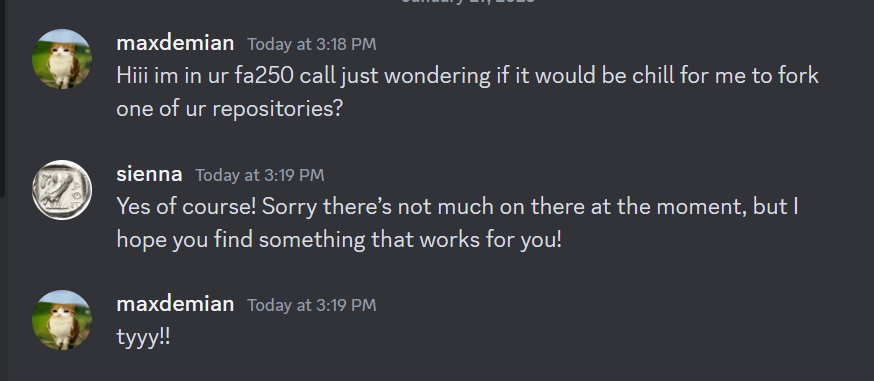 maxdemian Today at 3:18 PM
Hiii im in ur fa250 call just wondering if it would be chill for me to fork
one of ur repositories?
sienna Today at 3:19 PM
Yes of course! Sorry there's not much on there at the moment, but I
hope you find something that works for you!
maxdemian Today at 3:19 PM
tyyy!!